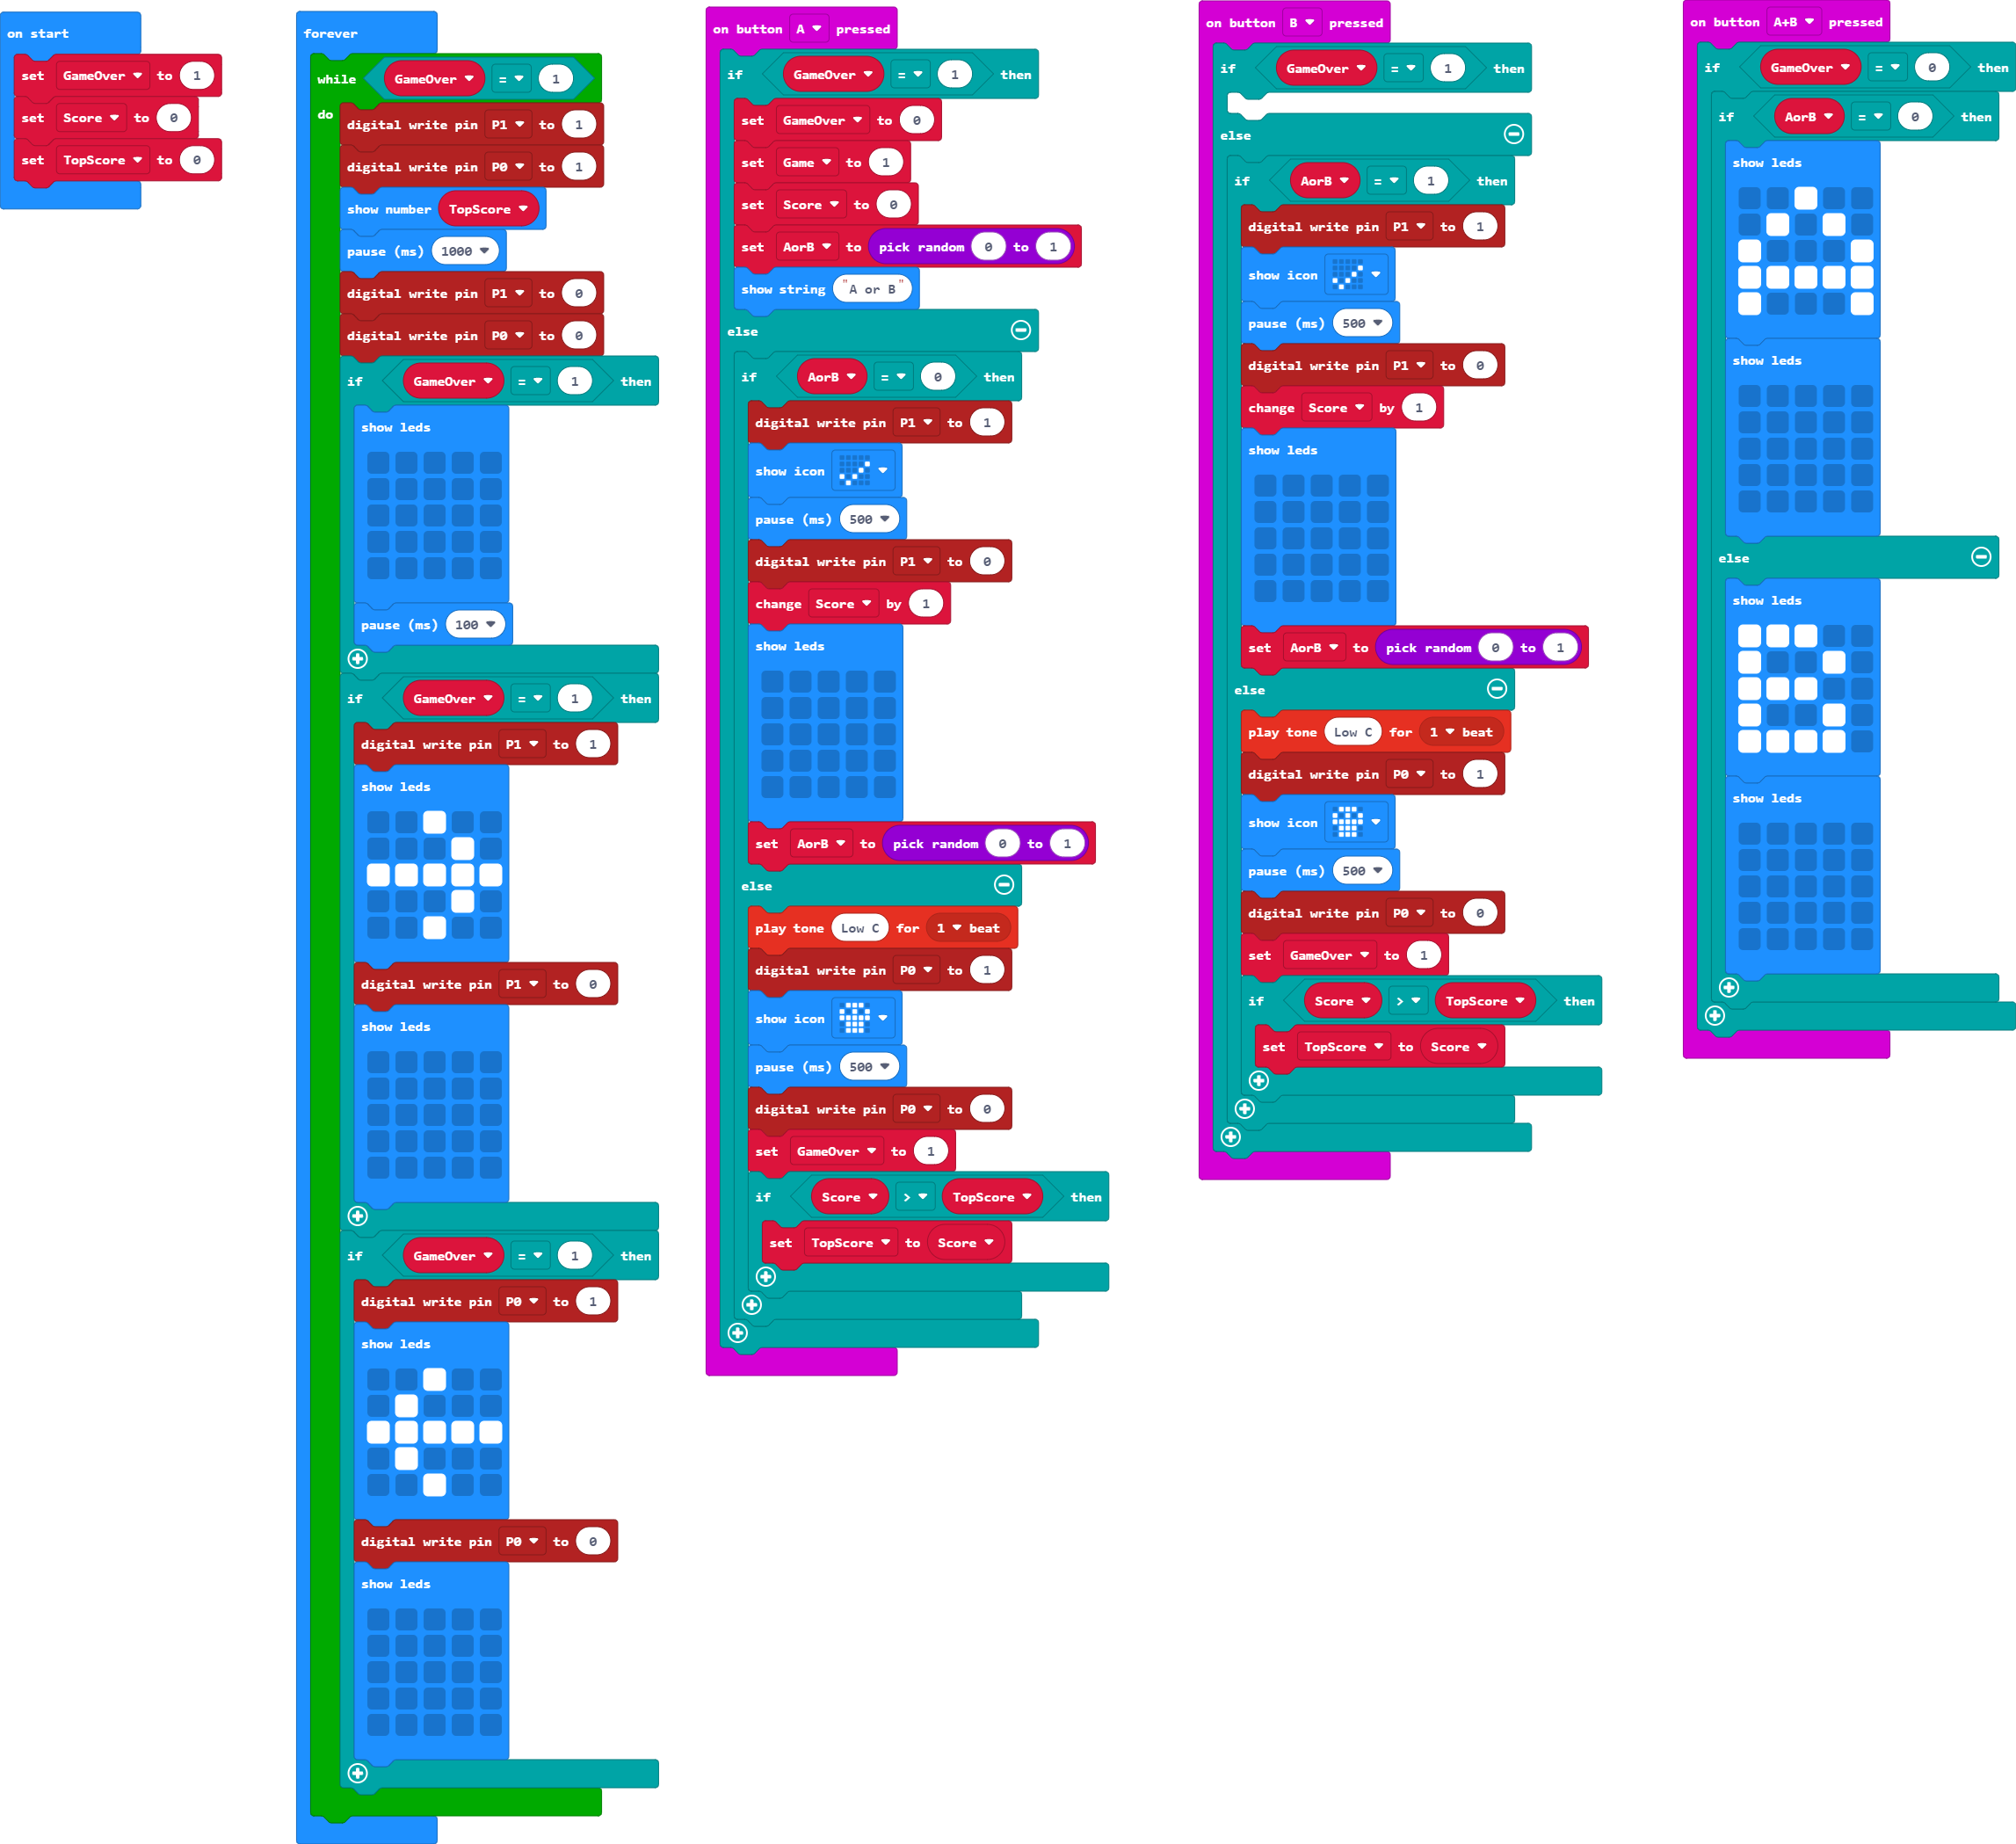 on start
set GameOver to 1
set Score to 0
set TopScore to 0
forever
while GameOver = 1
do
digital write pin P1 to 1
digital write pin P0 to 1
show number TopScore
pause (ms) 1000
digital write pin P1 to 0
digital write pin P0 to 0
if GameOver = 1 then
show leds
pause (ms) 100
if GameOver = 1 then
digital write pin P1 to 1
show leds
digital write pin P1 to 0
show leds
if GameOver = 1 then
digital write pin P0 to 1
show leds
digital write pin P0 to 0
show leds
on button A pressed
if GameOver = 1 then
set GameOver to 0
set Game to 1
set Score to 0
set AorB to pick random 0 to 1
show string "A or B"
else
if AorB = 0 then
digital write pin P1 to 1
show icon
pause (ms) 500
digital write pin P1 to 0
change Score by 1
show leds
set AorB to pick random 0 to 1
else
play tone Low C for 1 beat
digital write pin P0 to 1
show icon
pause (ms) 500
digital write pin P0 to 0
set GameOver to 1
if Score > TopScore then
set TopScore to Score
on button B pressed
if GameOver = 1 then
else
if AorB = 1 then
digital write pin P1 to 1
show icon
pause (ms) 500
digital write pin P1 to 0
change Score by 1
show leds
set AorB to pick random 0 to 1
else
play tone Low C for 1 beat
digital write pin P0 to 1
show icon
pause (ms) 500
digital write pin P0 to 0
set GameOver to 1
if Score > TopScore then
set TopScore to Score
on button A+B pressed
if GameOver = 0 then
if AorB = 0 then
show leds
show leds
else
show leds
show leds